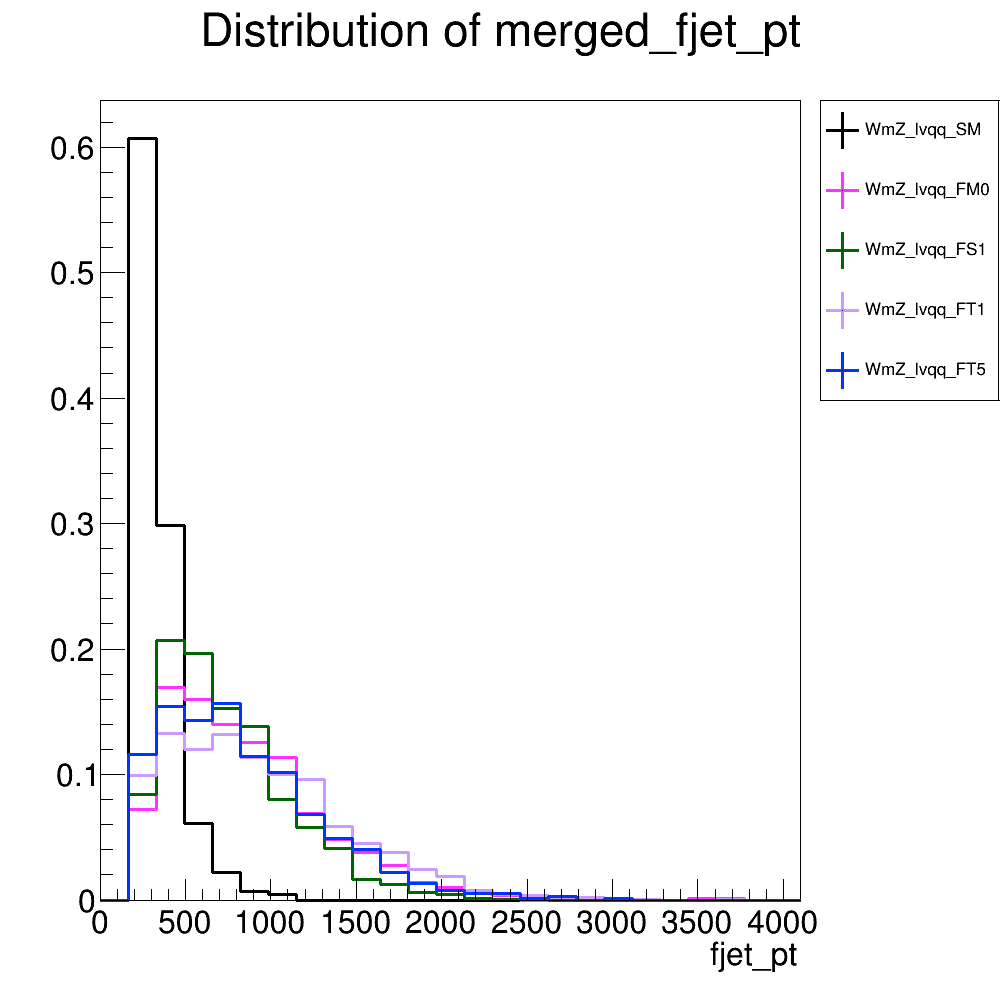 Distribution of merged_fjet_pt
WmZ_lvqq_SM
WmZ_lvqq_FM0
WmZ_lvqq_FS1
WmZ_lvqq_FT1
WmZ_lvqq_FT5
0.6
0.5
0.4
0.3
0.2
0.1
0
0 500 1000 1500 2000 2500 3000 3500 4000
fjet_pt